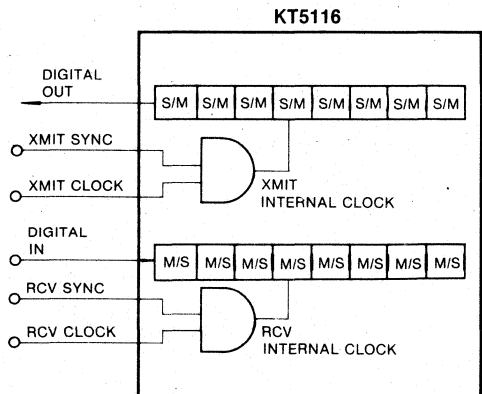 KT5116
DIGITAL
OUT
S/M S/M S/M S/M S/M S/M S/M S/M
XMIT SYNC
XMIT CLOCK
XMIT
INTERNAL CLOCK
DIGITAL
IN
M/S M/S M/S M/S M/S M/S M/S M/S
RCV SYNC
RCV CLOCK
RCV
INTERNAL CLOCK